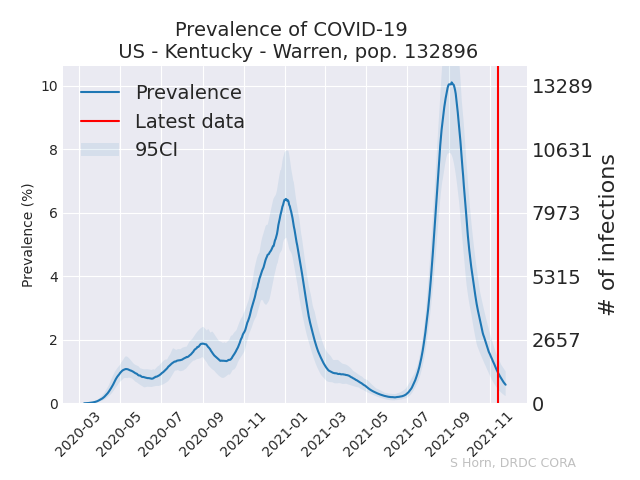 Prevalence of COVID-19
US - Kentucky - Warren, pop. 132896
Prevalence
Latest data
95CI
Prevalence (%)
10
8
6
4
2
0
13289
10631
7973
5315
2657
0
# of infections
2020-03
2020-05
2020-07
2020-09
2020-11
2021-01
2021-03
2021-05
2021-07
2021-09
2021-11
S Horn, DRDC CORA